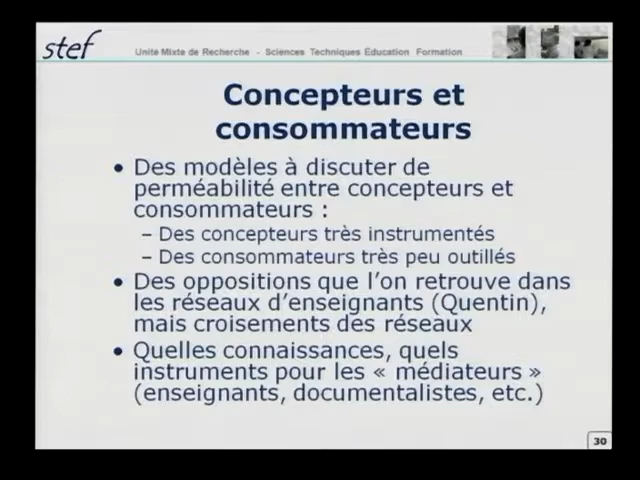 stef
Unité Mixte de Recherche - Sciences Techniques Education Formation
Concepteurs et
consommateurs
• Des modèles à discuter de
perméabilité entre concepteurs et
consommateurs :
– Des concepteurs très instrumentés
– Des consommateurs très peu outillés
• Des oppositions que l'on retrouve dans
les réseaux d'enseignants (Quentin),
mais croisements des réseaux
• Quelles connaissances, quels
instruments pour les « médiateurs »
(enseignants, documentalistes, etc.)
30